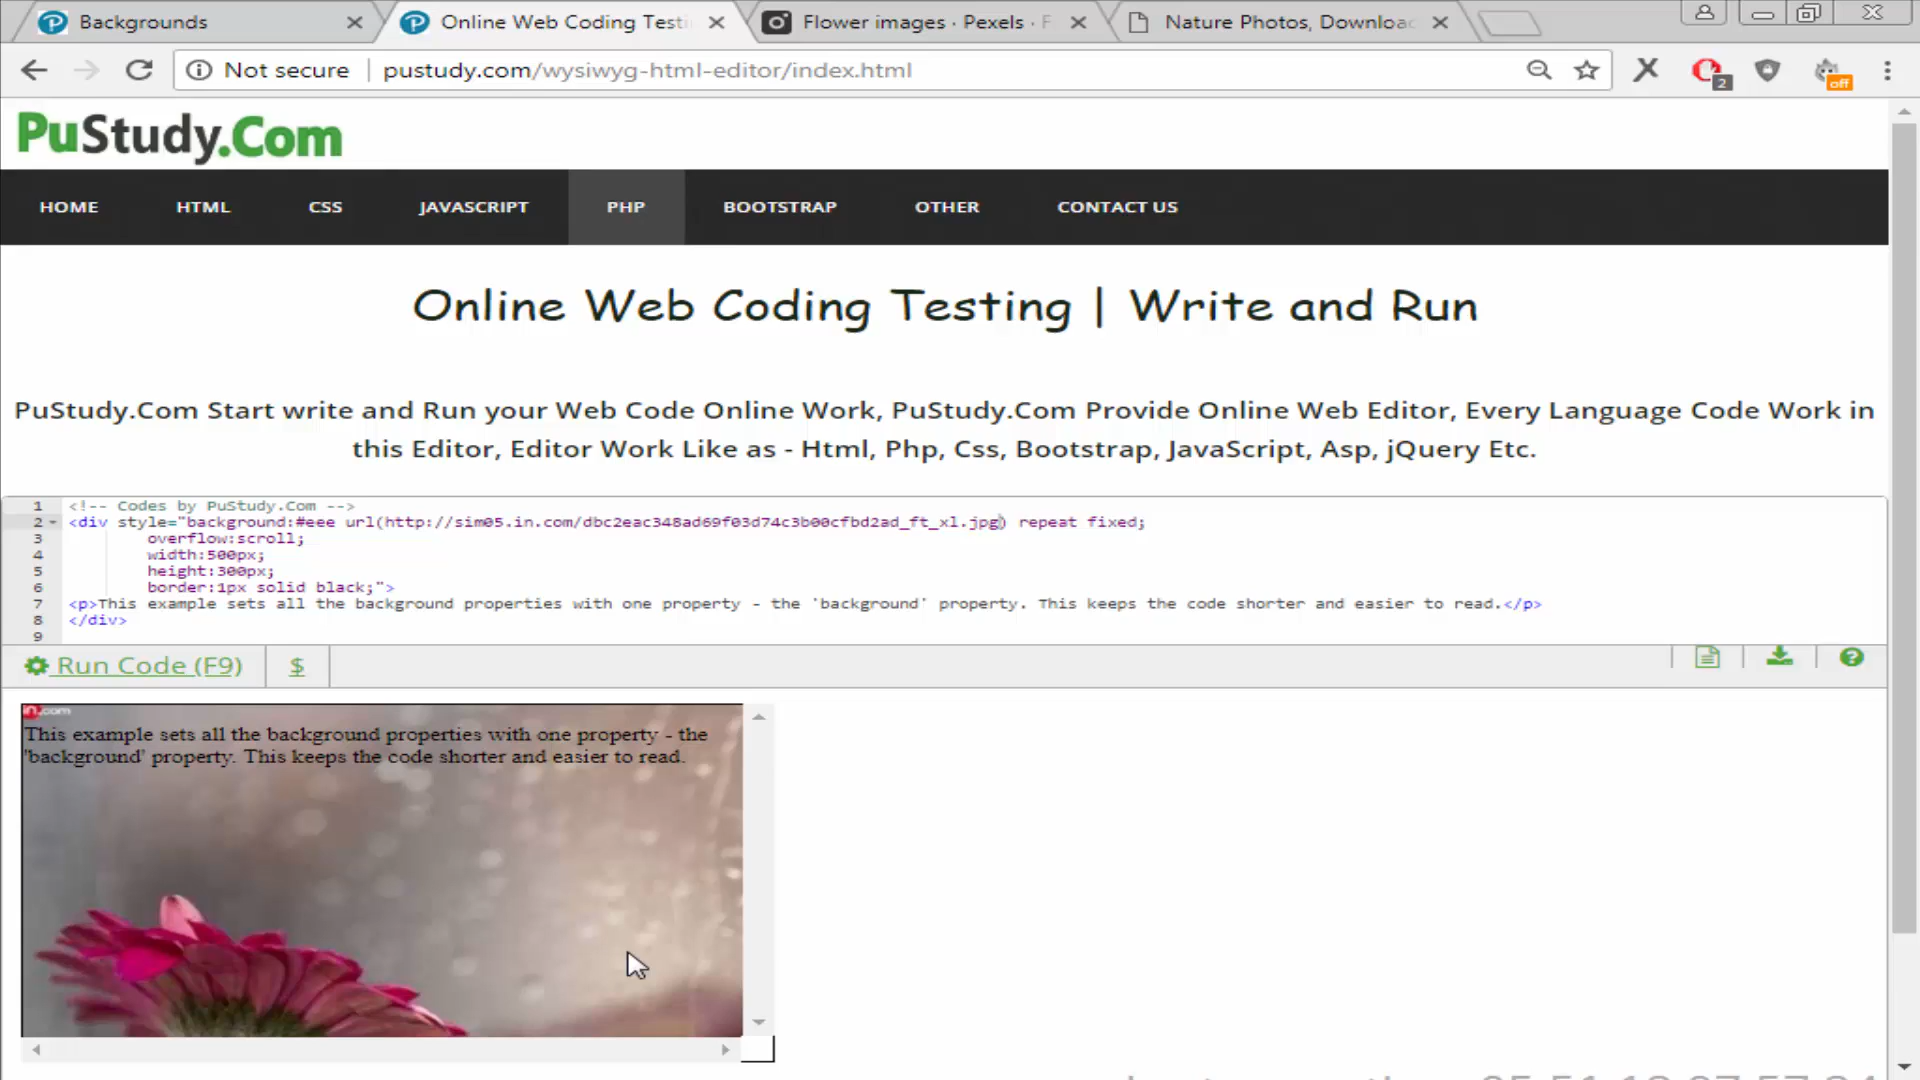 Backgrounds
Online Web Coding Testi
Flower images · Pexels · F
Nature Photos, Downloa
Not secure
pustudy.com/wysiwyg-html-editor/index.html
2
off
PuStudy.Com
HOME HTML CSS JAVASCRIPT PHP BOOTSTRAP OTHER CONTACT US
Online Web Coding Testing | Write and Run
PuStudy.Com Start write and Run your Web Code Online Work, PuStudy.Com Provide Online Web Editor, Every Language Code Work in
this Editor, Editor Work Like as - Html, Php, Css, Bootstrap, JavaScript, Asp, jQuery Etc.
1 <!-- Codes by PuStudy.Com -->
2 <div style="background:#eee url(http://sim05.in.com/dbc2eac348ad69f03d74c3b00cfbd2ad_ft_xl.jpg) repeat fixed;
3 overflow:scroll;
4 width:500px;
5 height:300px;
6 border:1px solid black;">
7 <p>This example sets all the background properties with one property - the 'background' property. This keeps the code shorter and easier to read.</p>
8 </div>
9
Run Code (F9) $
in.com
This example sets all the background properties with one property - the
'background' property. This keeps the code shorter and easier to read.